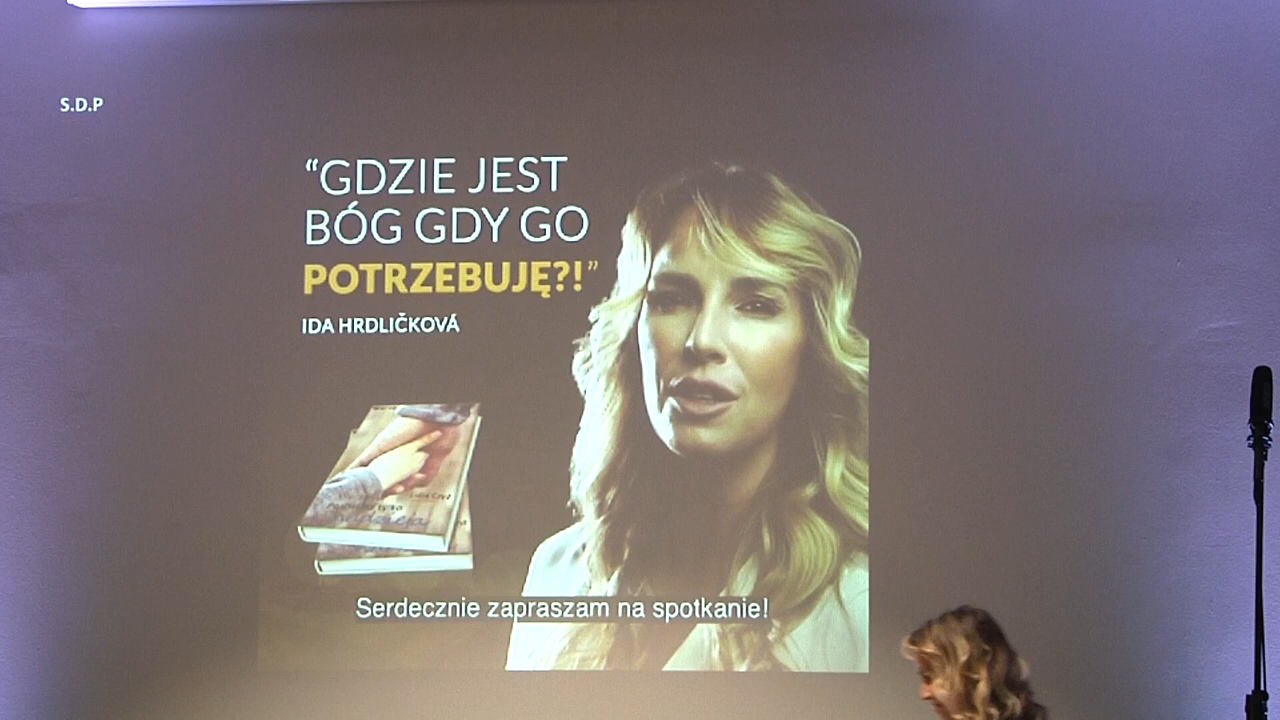 S.D.P
“GDZIE JEST
BÓG GDY GO
POTRZEBUJĘ?!”
IDA HRDLIČKOVÁ
Serdecznie zapraszam na spotkanie!